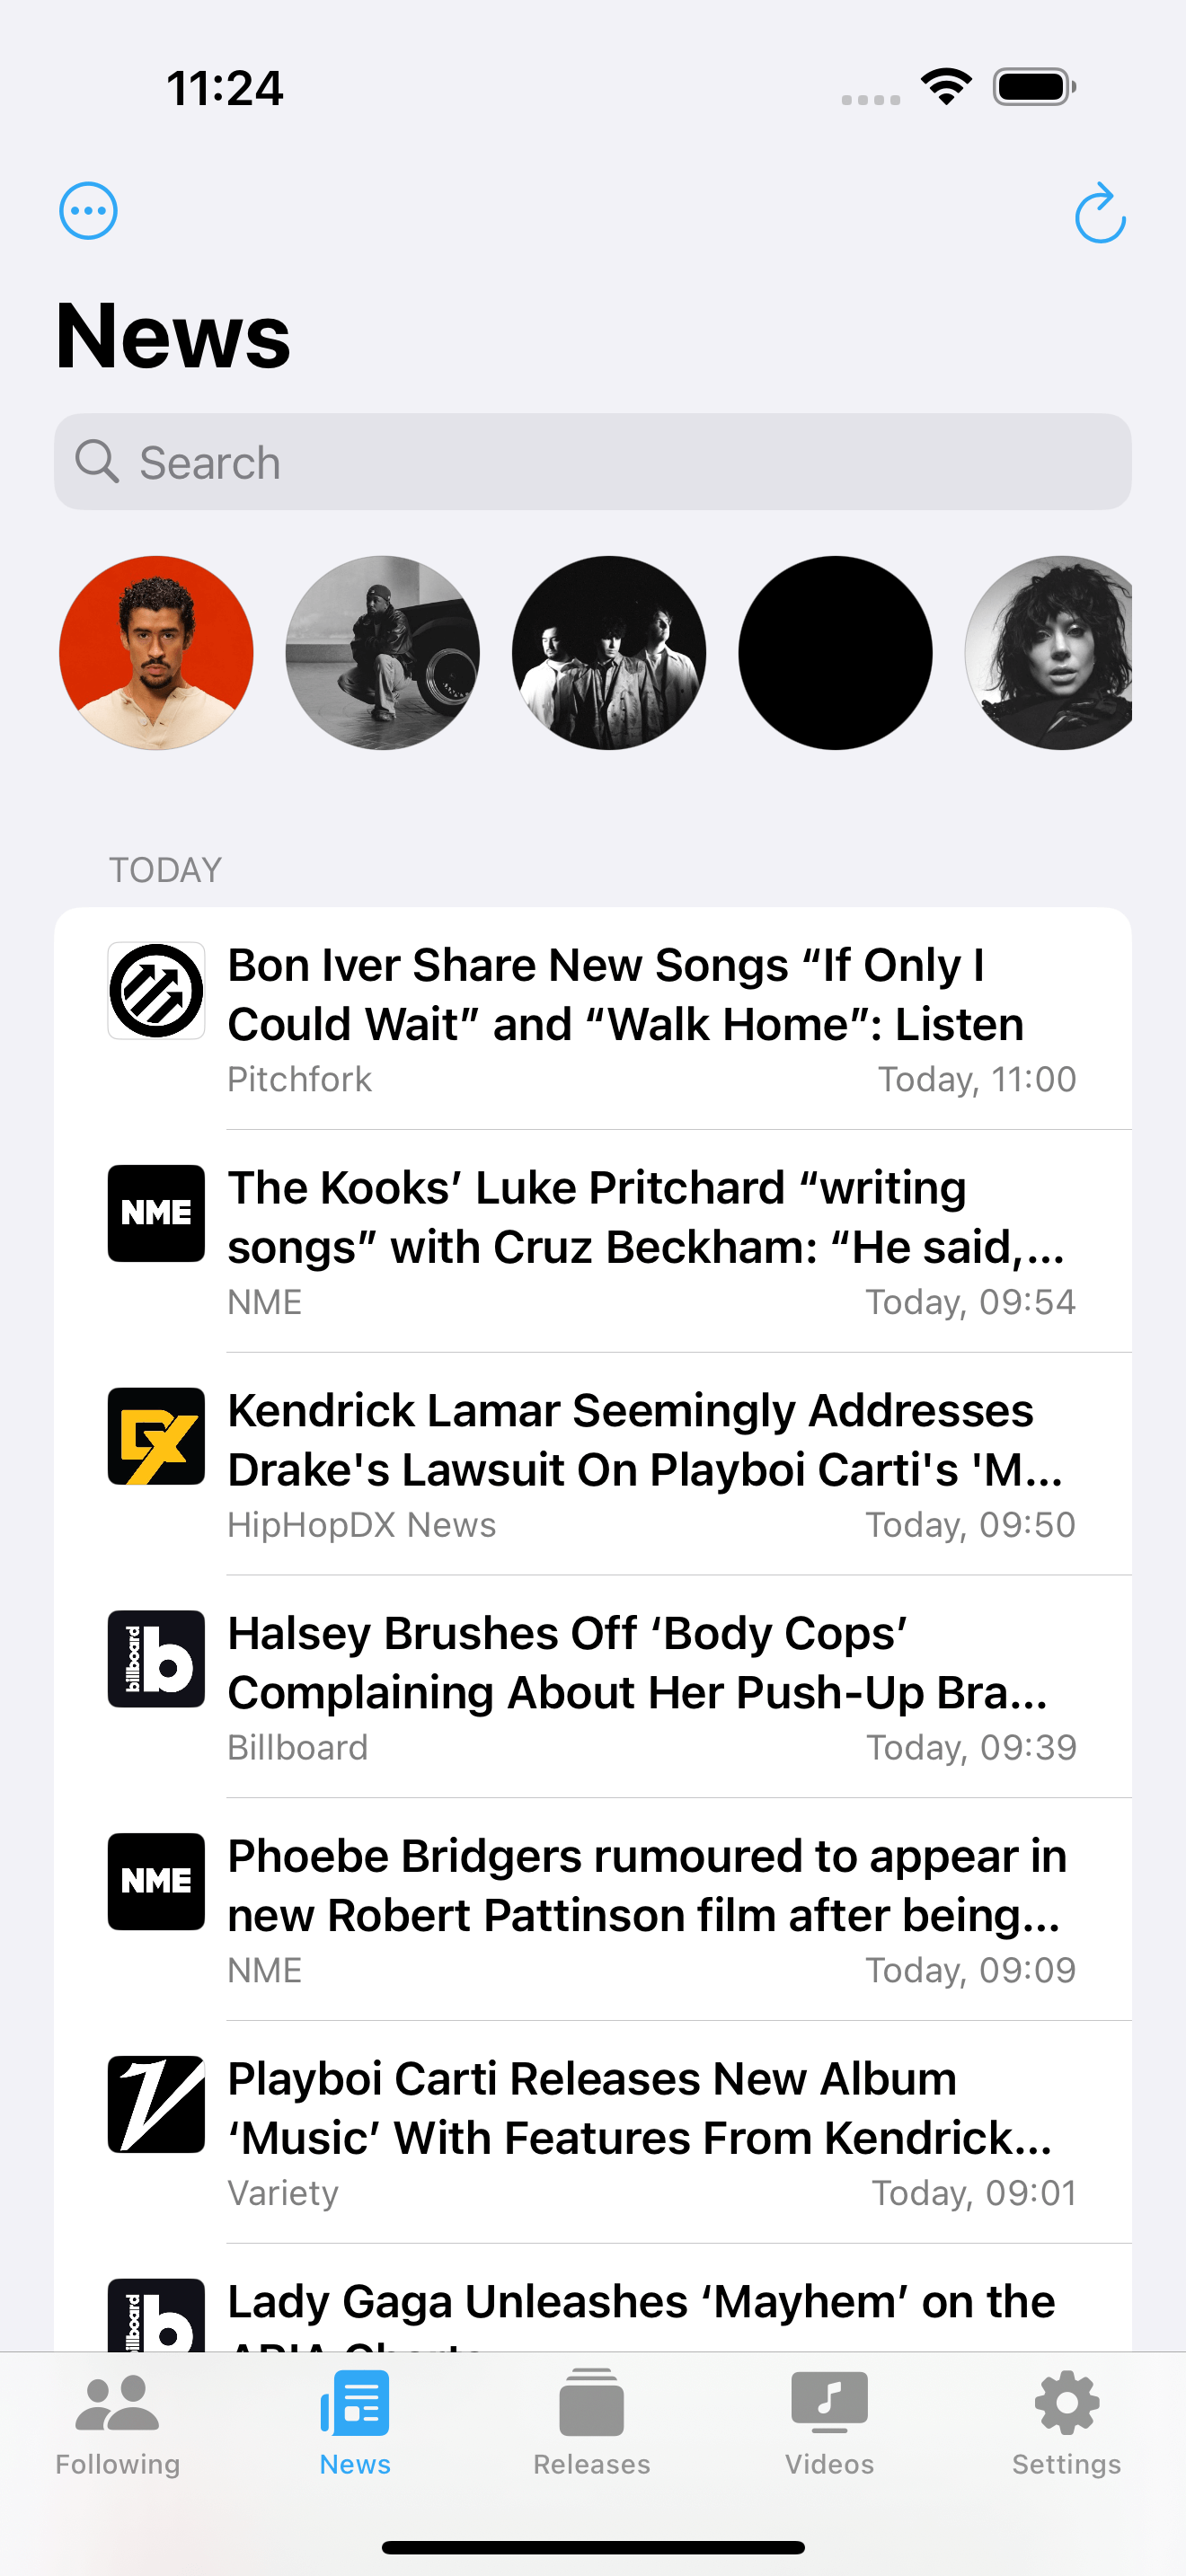 11:24
News
Search
TODAY
Bon Iver Share New Songs “If Only I
Could Wait” and “Walk Home”: Listen
Pitchfork
Today, 11:00
NME
The Kooks’ Luke Pritchard “writing
songs” with Cruz Beckham: “He said,...
NME
Today, 09:54
Kendrick Lamar Seemingly Addresses
Drake's Lawsuit On Playboi Carti's 'M...
HipHopDX News
Today, 09:50
billboard
b
Halsey Brushes Off ‘Body Cops’
Complaining About Her Push-Up Bra...
Billboard
Today, 09:39
NME
Phoebe Bridgers rumoured to appear in
new Robert Pattinson film after being...
NME
Today, 09:09
V
Playboi Carti Releases New Album
‘Music’ With Features From Kendrick...
Variety
Today, 09:01
billboard
b
Lady Gaga Unleashes ‘Mayhem’ on the
ARIA Charts
Following
News
Releases
Videos
Settings